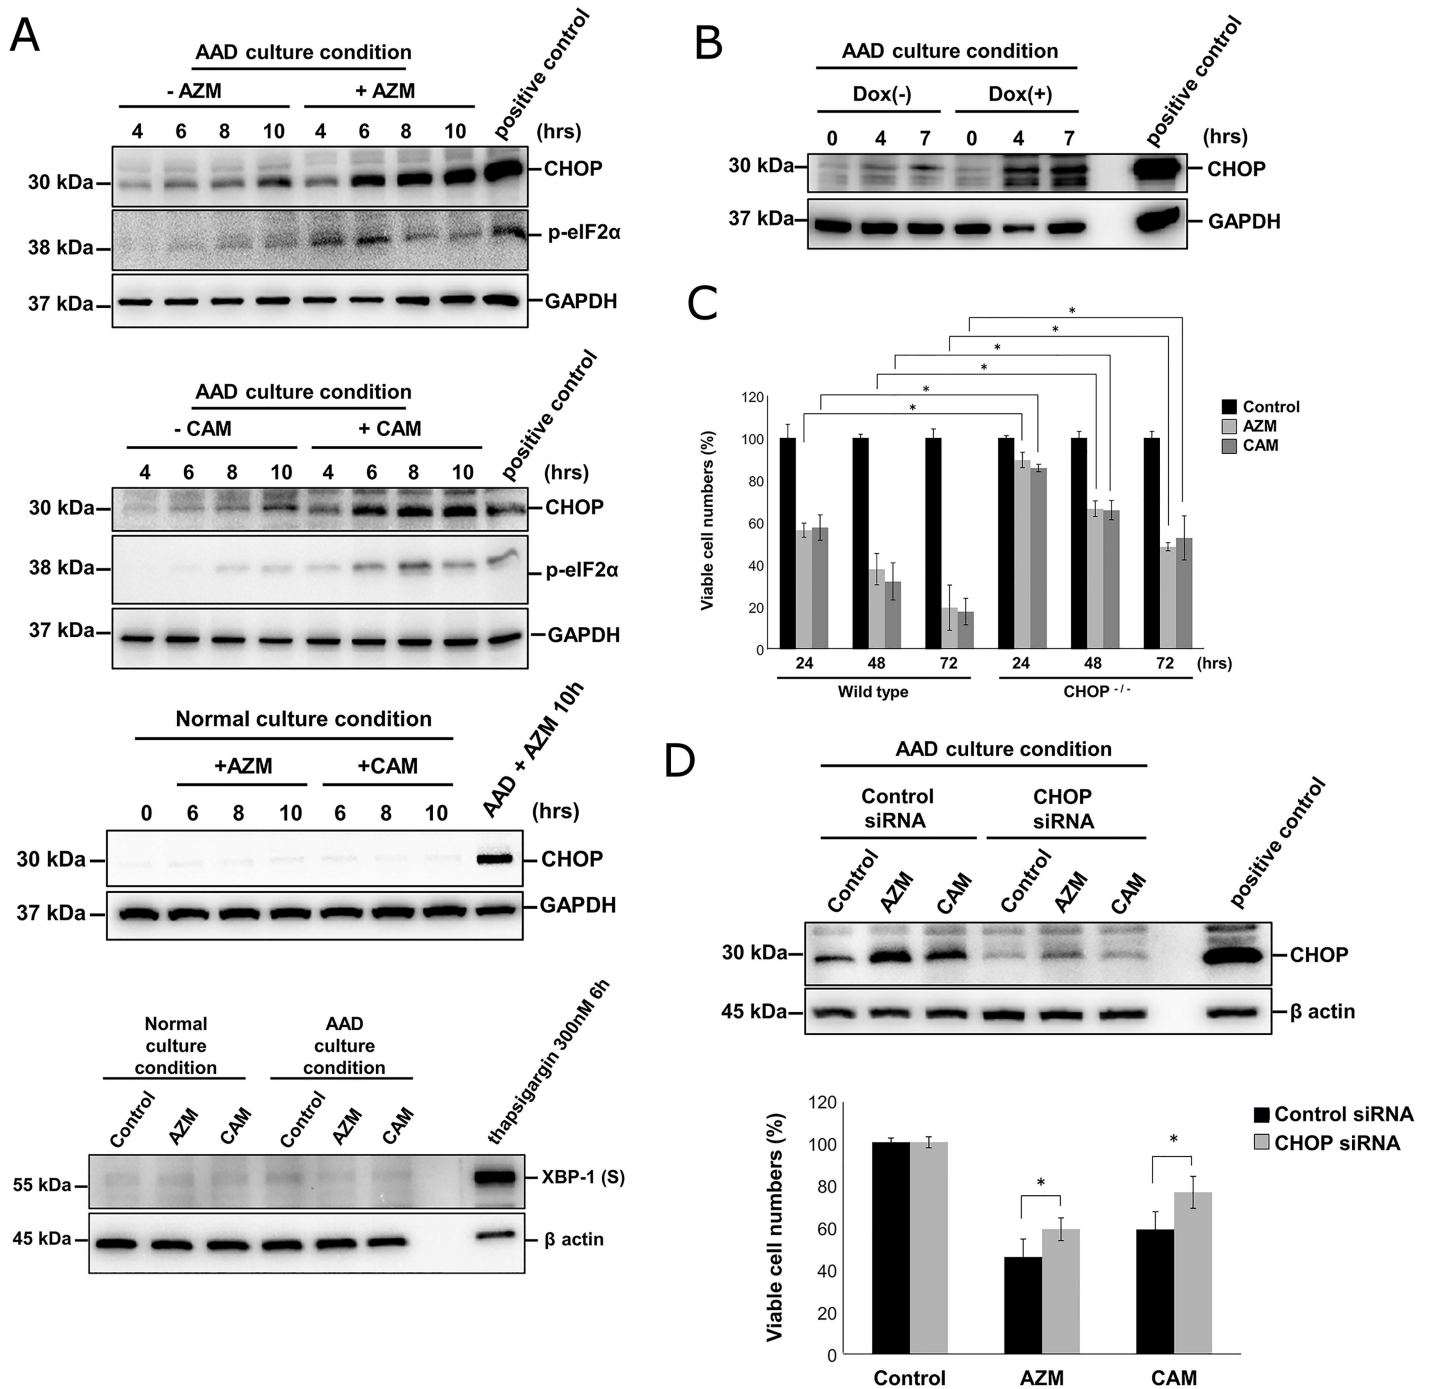 A
AAD culture condition
- AZM + AZM
positive control
4 6 8 10 4 6 8 10 (hrs)
30 kDa CHOP
38 kDa p-eIF2α
37 kDa GAPDH
AAD culture condition
- CAM + CAM
positive control
4 6 8 10 4 6 8 10 (hrs)
30 kDa CHOP
38 kDa p-eIF2α
37 kDa GAPDH
Normal culture condition
+AZM +CAM
AAD + AZM 10h
0 6 8 10 6 8 10 (hrs)
30 kDa CHOP
37 kDa GAPDH
Normal culture condition
AAD culture condition
thapsigargin 300nM 6h
Control AZM CAM Control AZM CAM
55 kDa XBP-1 (S)
45 kDa β actin
B
AAD culture condition
Dox(-) Dox(+)
positive control
0 4 7 0 4 7 (hrs)
30 kDa CHOP
37 kDa GAPDH
C
*
*
*
*
*
*
Viable cell numbers (%)
120
100
80
60
40
20
0
Control
AZM
CAM
24 48 72 24 48 72 (hrs)
Wild type CHOP -/-
D
AAD culture condition
Control siRNA
CHOP siRNA
positive control
Control AZM CAM Control AZM CAM
30 kDa CHOP
45 kDa β actin
Viable cell numbers (%)
120
100
80
60
40
20
0
* *
Control siRNA
CHOP siRNA
Control AZM CAM